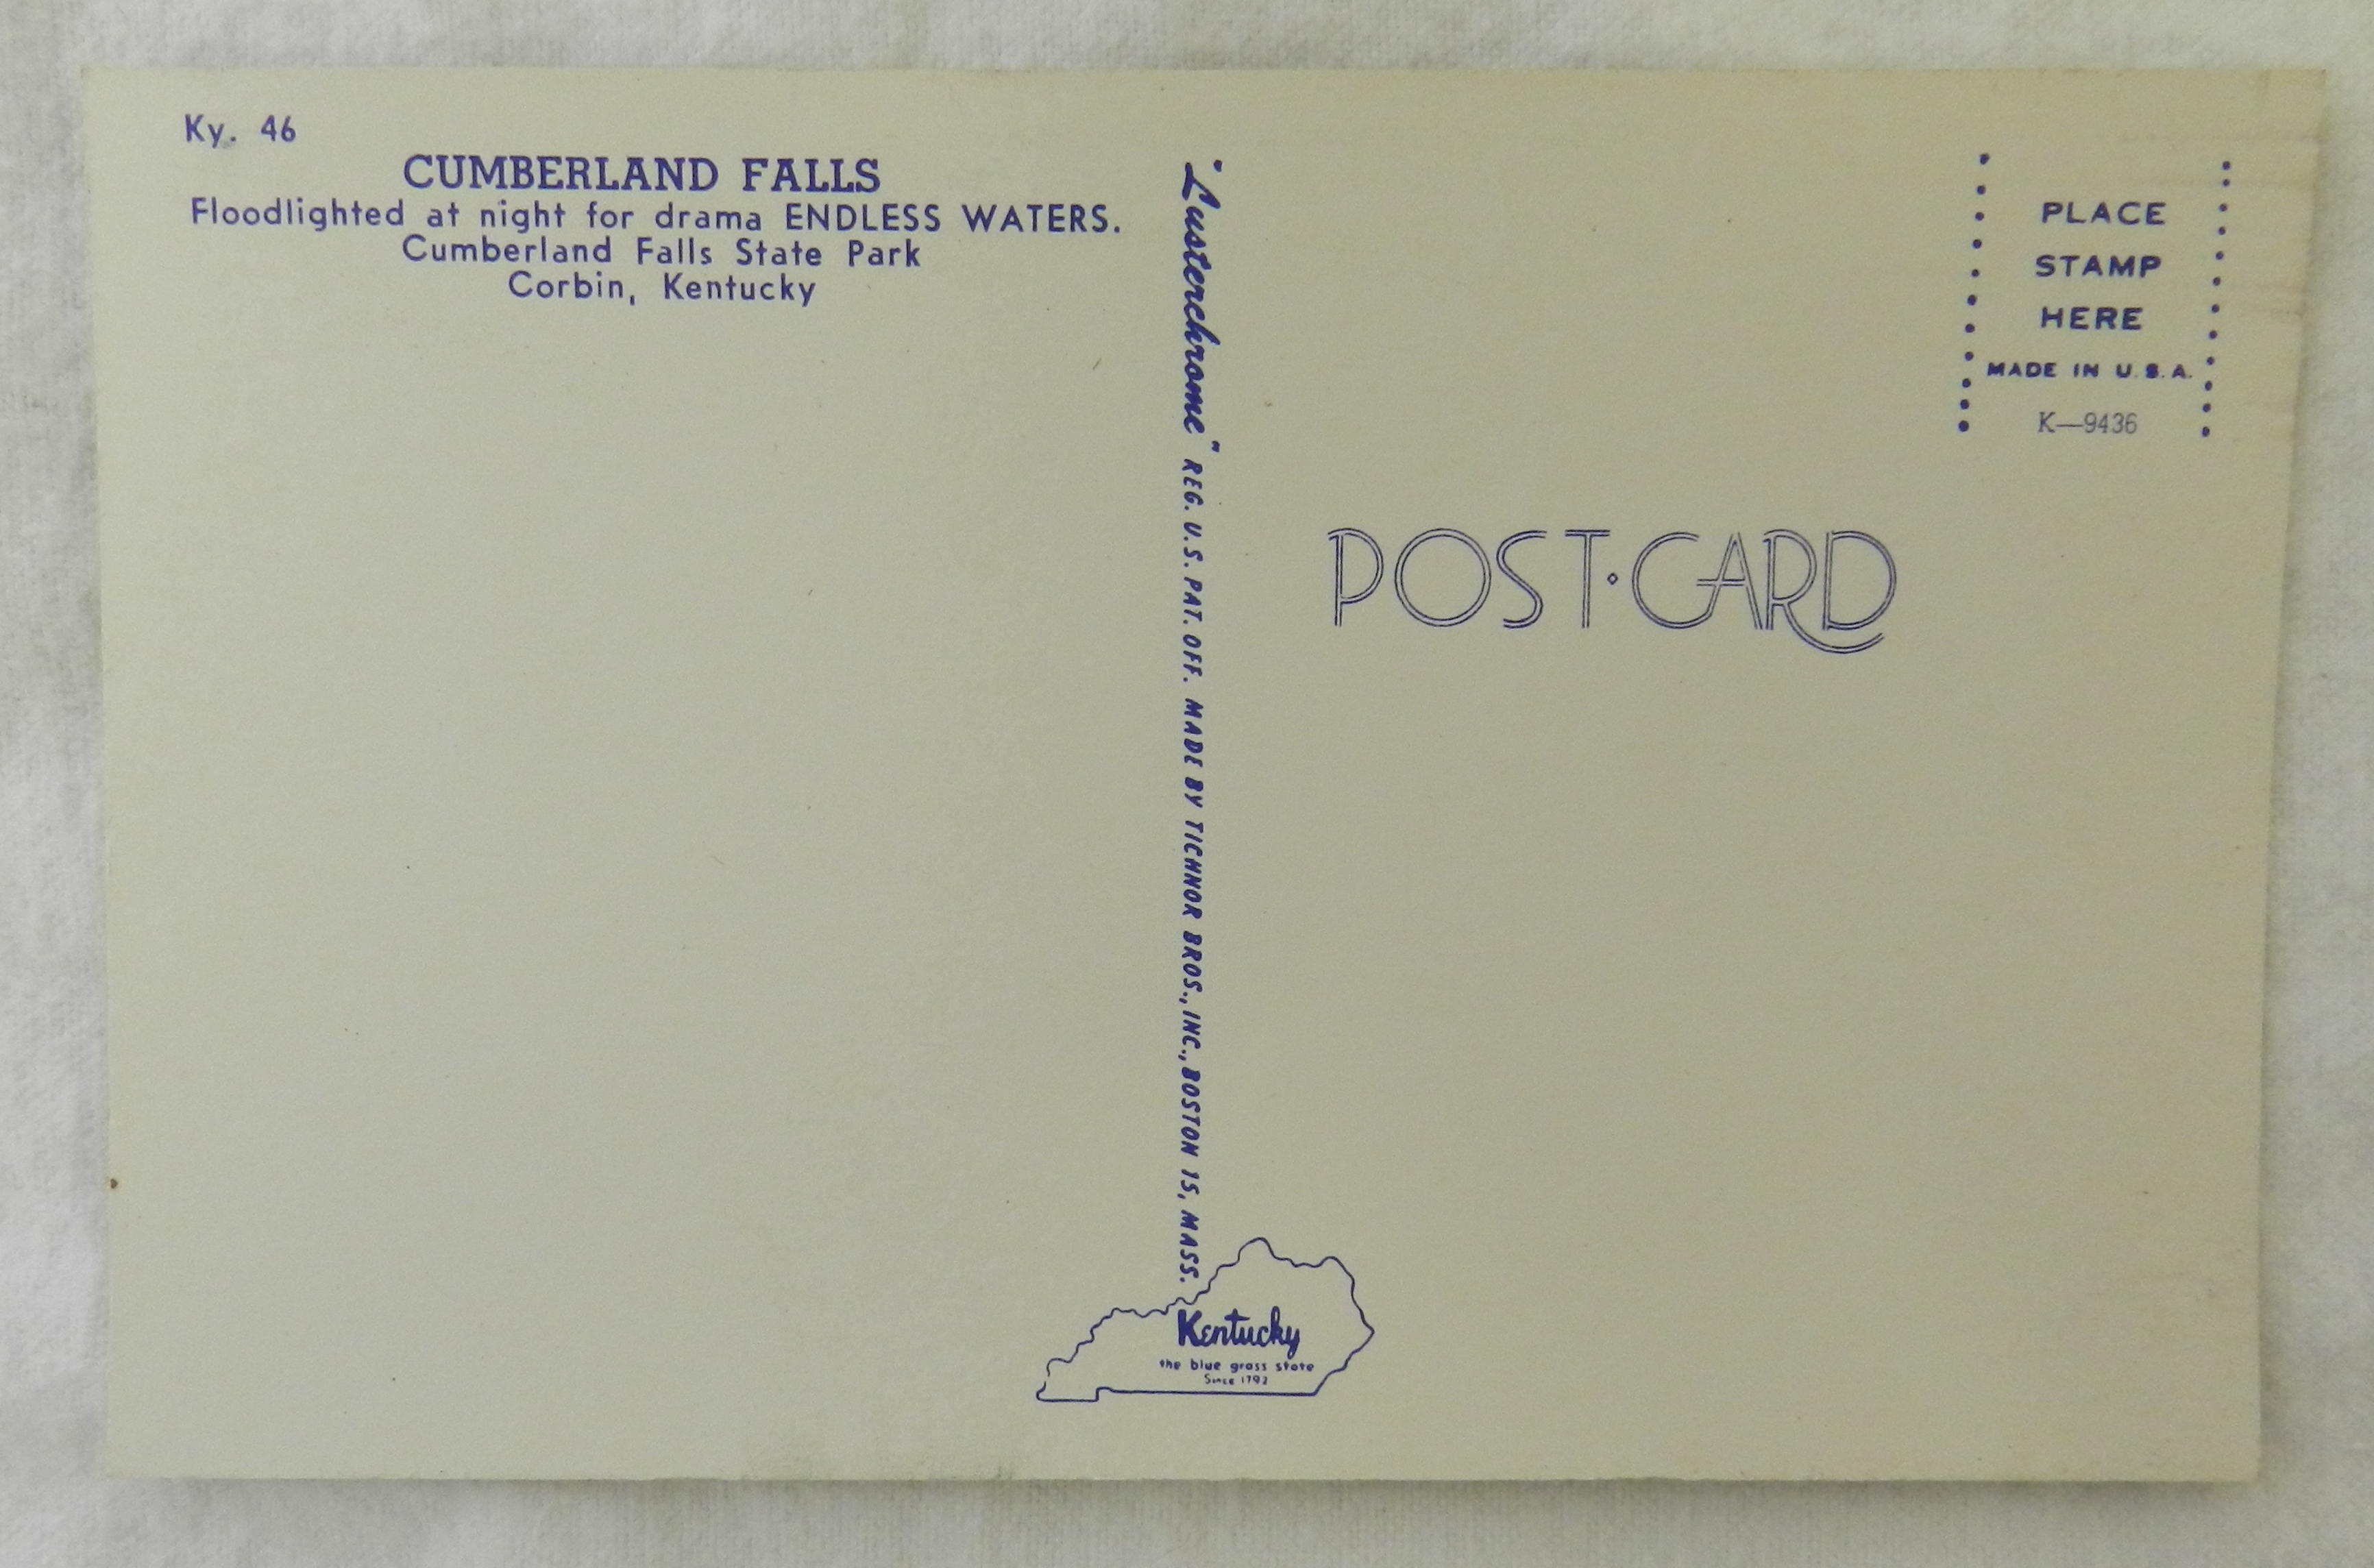 Ky. 46
CUMBERLAND FALLS
Floodlighted at night for drama ENDLESS WATERS.
Cumberland Falls State Park
Corbin, Kentucky
"Lusterchrome" REG. U.S. PAT. OFF. MADE BY TICHNOR BROS., INC., BOSTON 15, MASS.
Kentucky
the blue grass state
Since 1792
PLACE
STAMP
HERE
MADE IN U.S.A.
K—9436
POST·CARD